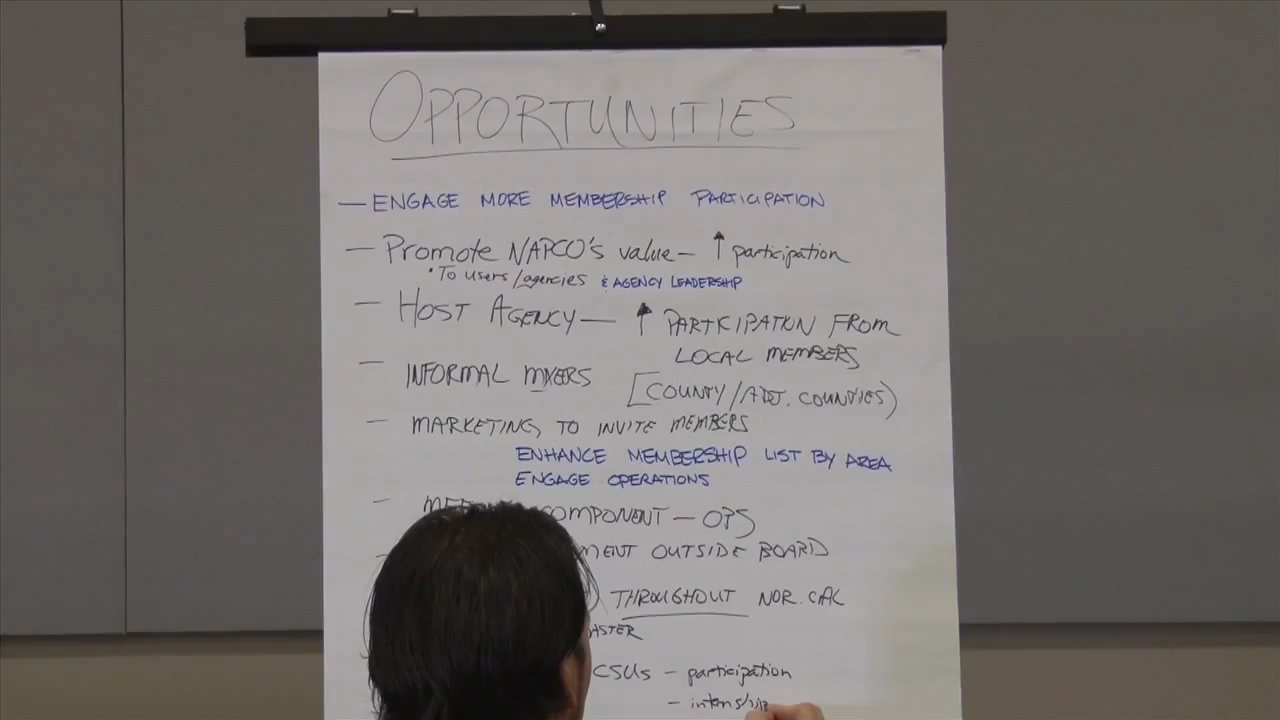 OPPORTUNITIES
— ENGAGE MORE MEMBERSHIP PARTICIPATION
— Promote NAPCO's value — ↑ participation
• To users/agencies & AGENCY LEADERSHIP
— HOST AGENCY — ↑ PARTICIPATION FROM
LOCAL MEMBERS
— INFORMAL MIXERS [COUNTY/ADJ. COUNTIES)
— MARKETING TO INVITE MEMBERS
ENHANCE MEMBERSHIP LIST BY AREA
ENGAGE OPERATIONS
— COMPONENT — OPS
MENT OUTSIDE BOARD
) THROUGHOUT NOR. CAL
ASTER
CSUs — participation
—